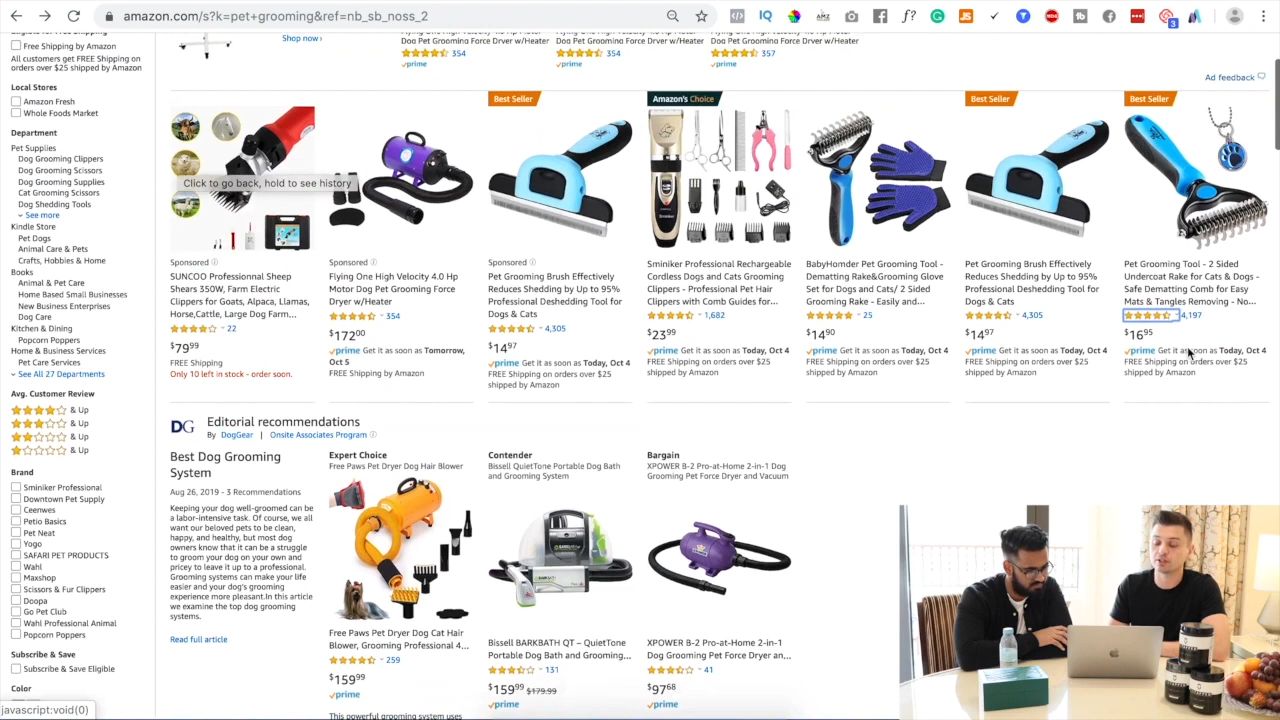 amazon.com/s?k=pet+grooming&ref=nb_sb_noss_2
Free Shipping by Amazon
All customers get FREE Shipping on
orders over $25 shipped by Amazon
Local Stores
Amazon Fresh
Whole Foods Market
Department
Pet Supplies
Dog Grooming Clippers
Dog Grooming Scissors
Dog Grooming Supplies
Cat Grooming Scissors
Dog Shedding Tools
See more
Kindle Store
Pet Dogs
Animal Care & Pets
Crafts, Hobbies & Home
Books
Animal & Pet Care
Home Based Small Businesses
New Business Enterprises
Dog Care
Kitchen & Dining
Popcorn Poppers
Home & Business Services
Pet Care Services
See All 27 Departments
Avg. Customer Review
& Up
& Up
& Up
& Up
Brand
Sminiker Professional
Downtown Pet Supply
Ceenwes
Petio Basics
Pet Neat
Yogo
SAFARI PET PRODUCTS
Wahl
Maxshop
Scissors & Fur Clippers
Doopa
Go Pet Club
Wahl Professional Animal
Popcorn Poppers
Subscribe & Save
Subscribe & Save Eligible
Color
javascript:void(0)
Shop now ›
Dog Pet Grooming Force Dryer w/Heater
354
prime
Dog Pet Grooming Force Dryer w/Heater
354
prime
Dog Pet Grooming Force Dryer w/Heater
357
prime
Ad feedback
Click to go back, hold to see history
Sponsored
SUNCOO Professionnal Sheep
Shears 350W, Farm Electric
Clippers for Goats, Alpaca, Llamas,
Horse,Cattle, Large Dog Farm...
22
$79.99
FREE Shipping
Only 10 left in stock - order soon.
Sponsored
Flying One High Velocity 4.0 Hp
Motor Dog Pet Grooming Force
Dryer w/Heater
354
$172.00
prime Get it as soon as Tomorrow,
Oct 5
FREE Shipping by Amazon
Best Seller
Sponsored
Pet Grooming Brush Effectively
Reduces Shedding by Up to 95%
Professional Deshedding Tool for
Dogs & Cats
4,305
$14.97
prime Get it as soon as Today, Oct 4
FREE Shipping on orders over $25
shipped by Amazon
Amazon's Choice
Sminiker Professional Rechargeable
Cordless Dogs and Cats Grooming
Clippers - Professional Pet Hair
Clippers with Comb Guides for...
1,682
$23.99
prime Get it as soon as Today, Oct 4
FREE Shipping on orders over $25
shipped by Amazon
BabyHomder Pet Grooming Tool -
Dematting Rake&Grooming Glove
Set for Dogs and Cats/ 2 Sided
Grooming Rake - Easily and...
25
$14.90
prime Get it as soon as Today, Oct 4
FREE Shipping on orders over $25
shipped by Amazon
Best Seller
Pet Grooming Brush Effectively
Reduces Shedding by Up to 95%
Professional Deshedding Tool for
Dogs & Cats
4,305
$14.97
prime Get it as soon as Today, Oct 4
FREE Shipping on orders over $25
shipped by Amazon
Best Seller
Pet Grooming Tool - 2 Sided
Undercoat Rake for Cats & Dogs -
Safe Dematting Comb for Easy
Mats & Tangles Removing - No...
4,197
$16.95
prime Get it as soon as Today, Oct 4
FREE Shipping on orders over $25
shipped by Amazon
DG
Editorial recommendations
By DogGear | Onsite Associates Program
Best Dog Grooming
System
Aug 26, 2019 - 3 Recommendations
Keeping your dog well-groomed can be
a labor-intensive task. Of course, we all
want our beloved pets to be clean,
happy, and healthy, but most dog
owners know that it can be a struggle
to groom your dog on your own and
pricey to leave it up to a professional.
Grooming systems can make your life
easier and your dog's grooming
experience more pleasant.In this article
we examine the top dog grooming
systems.
Read full article
Expert Choice
Free Paws Pet Dryer Dog Hair Blower
Free Paws Pet Dryer Dog Cat Hair
Blower, Grooming Professional 4...
259
$159.99
prime
This powerful grooming system uses
Contender
Bissell QuietTone Portable Dog Bath
and Grooming System
Bissell BARKBATH QT – QuietTone
Portable Dog Bath and Grooming...
131
$159.99 $179.99
prime
Bargain
XPOWER B-2 Pro-at-Home 2-in-1 Dog
Grooming Pet Force Dryer and Vacuum
XPOWER B-2 Pro-at-Home 2-in-1
Dog Grooming Pet Force Dryer an...
41
$97.68
prime